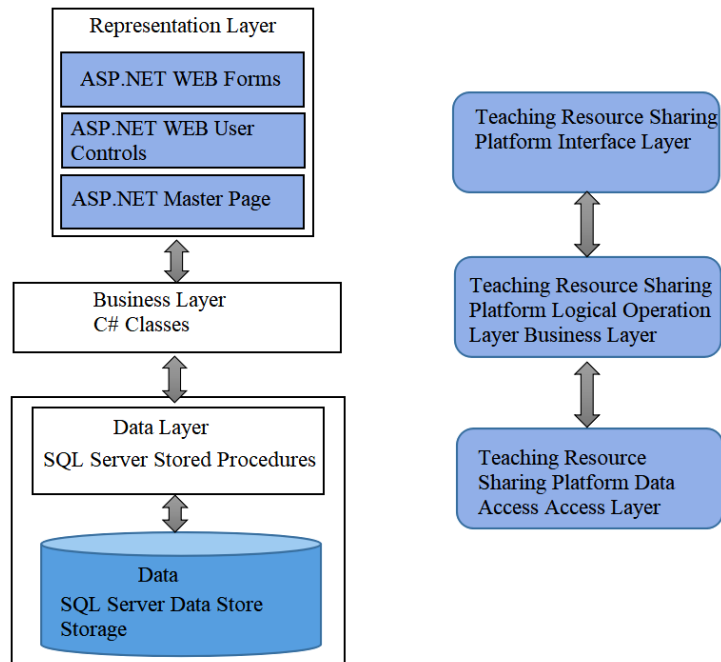 Representation Layer
ASP.NET WEB Forms
ASP.NET WEB User
Controls
ASP.NET Master Page
Business Layer
C# Classes
Data Layer
SQL Server Stored Procedures
Data
SQL Server Data Store
Storage
Teaching Resource Sharing
Platform Interface Layer
Teaching Resource Sharing
Platform Logical Operation
Layer Business Layer
Teaching Resource
Sharing Platform Data
Access Access Layer